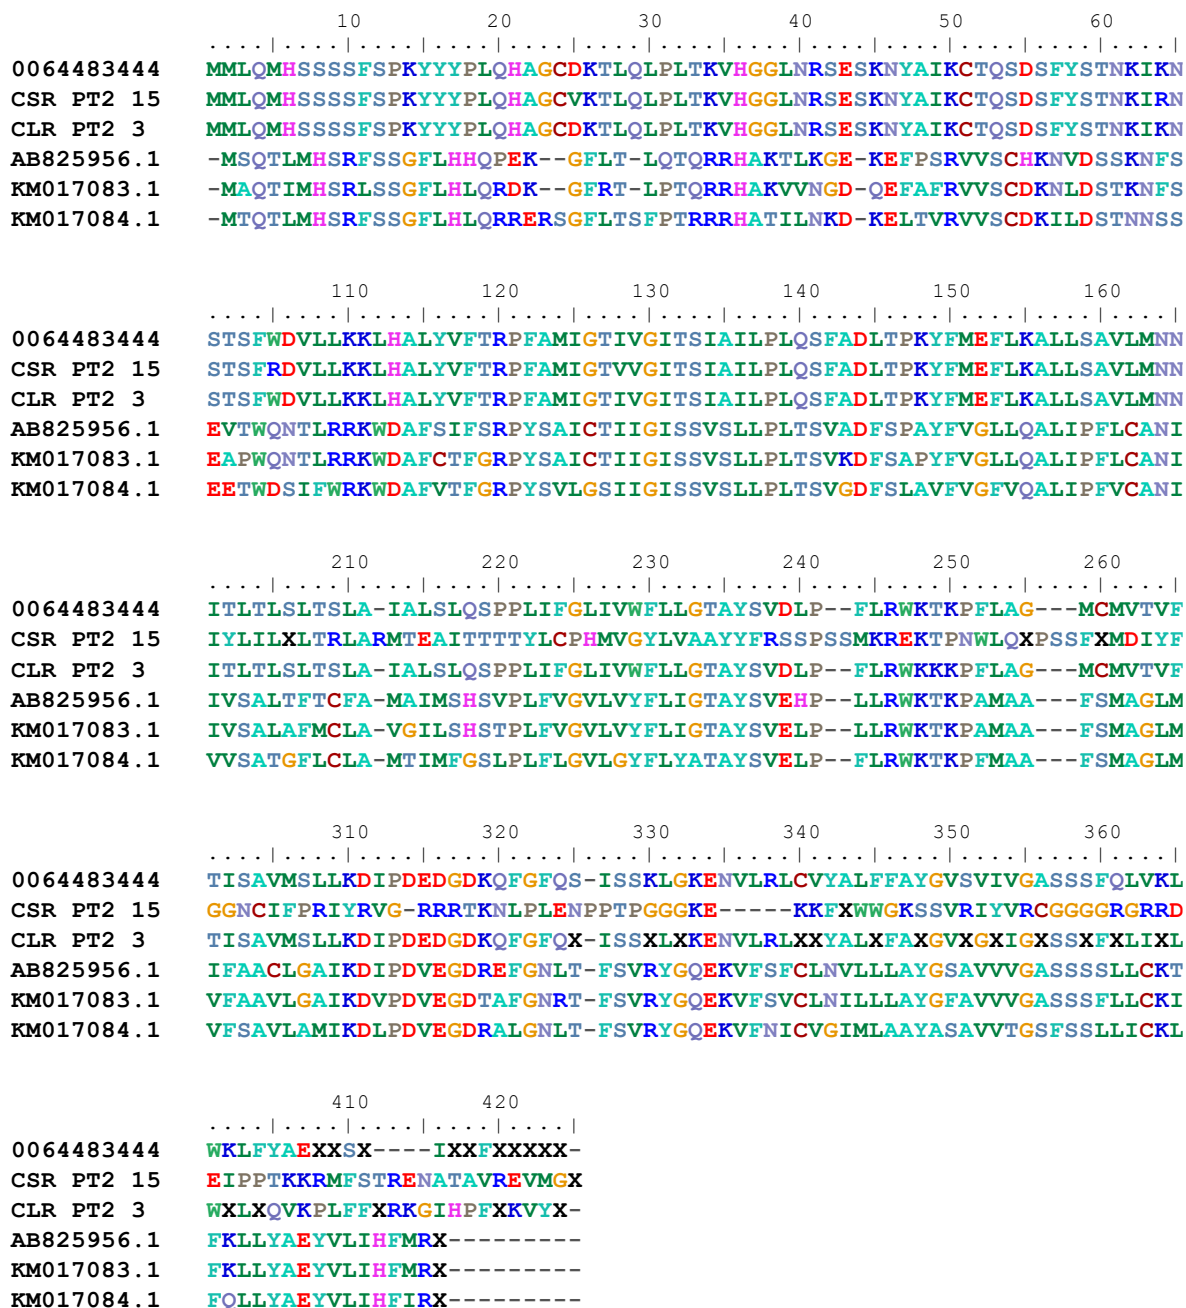 10 20 30 40 50 60
....|....|....|....|....|....|....|....|....|....|....|....|....|
0064483444 MMLQMHSSSSFSPKYYYPLQHAGCDKTLQLPLTKVHGGLNRSESKNYAIKCTQSDSFYSTNKIKN
CSR PT2 15 MMLQMHSSSSFSPKYYYPLQHAGCVKTLQLPLTKVHGGLNRSESKNYAIKCTQSDSFYSTNKIRN
CLR PT2 3 MMLQMHSSSSFSPKYYYPLQHAGCDKTLQLPLTKVHGGLNRSESKNYAIKCTQSDSFYSTNKIKN
AB825956.1 -MSQTLMHSRFSSGFLHHQPEK--GFLT-LQTQRRHAKTLKGE-KEFPSRVVSCHKNVDSSKNFS
KM017083.1 -MAQTIMHSRLSSGFLHLQRDK--GFRT-LPTQRRHAKVVNGD-QEFAFRVVSCDKNLDSTKNFS
KM017084.1 -MTQTLMHSRFSSGFLHLQRRERSGFLTSFPTRRRHATILNKD-KELTVRVVSCDKILDSTNNSS
110 120 130 140 150 160
....|....|....|....|....|....|....|....|....|....|....|....|....|
0064483444 STSFWDVLLKKLHALYVFTRPFAMIGTIVGITSIAILPLQSFADLTPKYFMEFLKALLSAVLMNN
CSR PT2 15 STSFRDVLLKKLHALYVFTRPFAMIGTVVGITSIAILPLQSFADLTPKYFMEFLKALLSAVLMNN
CLR PT2 3 STSFWDVLLKKLHALYVFTRPFAMIGTIVGITSIAILPLQSFADLTPKYFMEFLKALLSAVLMNN
AB825956.1 EVTWQNTLRRKWDAFSIFSRPYSAICTIIGISSVSLLPLTSVADFSPAYFVGLLQALIPFLCANI
KM017083.1 EAPWQNTLRRKWDAFCTFGRPYSAICTIIGISSVSLLPLTSVKDFSAPYFVGLLQALIPFLCANI
KM017084.1 EETWDSIFWRKWDAFVTFGRPYSVLGSIIGISSVSLLPLTSVGDFSLAVFVGFVQALIPFVCANI
210 220 230 240 250 260
....|....|....|....|....|....|....|....|....|....|....|....|....|
0064483444 ITLTLSLTSLA-IALSLQSPPLIFGLIVWFLLGTAYSVDLP--FLRWKTKPFLAG---MCMVTVF
CSR PT2 15 IYLILXLTRLARMTEAITTTTYLCPHMVGYLVAAYYFRSSPSSMKREKTPNWLQXPSSFXMDIYF
CLR PT2 3 ITLTLSLTSLA-IALSLQSPPLIFGLIVWFLLGTAYSVDLP--FLRWKKKPFLAG---MCMVTVF
AB825956.1 IVSALTFTCFA-MAIMSHSVPLFVGVLVYFLIGTAYSVEHP--LLRWKTKPAMAA---FSMAGLM
KM017083.1 IVSALAFMCLA-VGILSHSTPLFVGVLVYFLIGTAYSVELP--LLRWKTKPAMAA---FSMAGLM
KM017084.1 VVSATGFLCLA-MTIMFGSLPLFLGVLGYFLYATAYSVELP--FLRWKTKPFMAA---FSMAGLM
310 320 330 340 350 360
....|....|....|....|....|....|....|....|....|....|....|....|....|
0064483444 TISAVMSLLKDIPDEDGDKQFGFQS-ISSKLGKENVLRLCVYALFFAYGVSVIVGASSSFQLVKL
CSR PT2 15 GGNCIFPRIYRVG-RRRTKNLPLENPPTPGGGKE-----KKFXWWGKSSVRIYVRCGGGGRGRRD
CLR PT2 3 TISAVMSLLKDIPDEDGDKQFGFQX-ISSXLXKENVLRLXXYALXFAXGVXGXIGXSSXFXLIXL
AB825956.1 IFAACLGAIKDIPDVEGDREFGNLT-FSVRYGQEKVFSFCLNVLLLAYGSAVVVGASSSSLLCKT
KM017083.1 VFAAVLGAIKDVPDVEGDTAFGNRT-FSVRYGQEKVFSVCLNILLLAYGFAVVVGASSSFLLCKI
KM017084.1 VFSAVLAMIKDLPDVEGDRALGNLT-FSVRYGQEKVFNICVGIMLAAYASAVVTGSFSSLLICKL
410 420
....|....|....|....|....|
0064483444 WKLFYAEXXSX----IXXFXXXXX-
CSR PT2 15 EIPPTKKRMFSTRENATAVREVMGX
CLR PT2 3 WXLXQVKPLFFXRKGIHPFXKVYX-
AB825956.1 FKLLYAEYVLIHFMRX---------
KM017083.1 FKLLYAEYVLIHFMRX---------
KM017084.1 FQLLYAEYVLIHFIRX---------